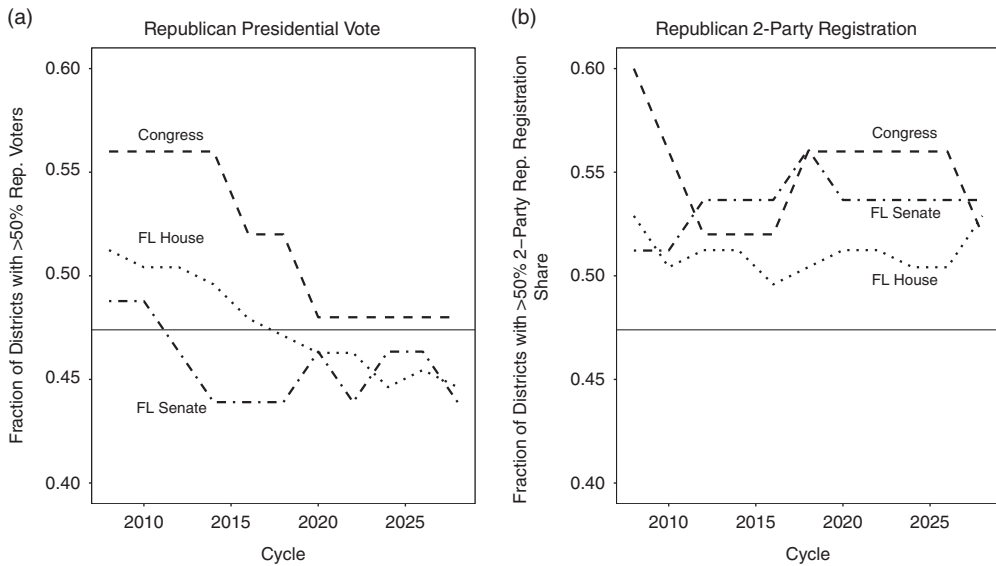 (a)
Republican Presidential Vote
Fraction of Districts with >50% Rep. Voters
0.60
0.55
0.50
0.45
0.40
Congress
FL House
FL Senate
2010 2015 2020 2025
Cycle
(b)
Republican 2-Party Registration
Fraction of Districts with >50% 2−Party Rep. Registration
Share
0.60
0.55
0.50
0.45
0.40
Congress
FL Senate
FL House
2010 2015 2020 2025
Cycle